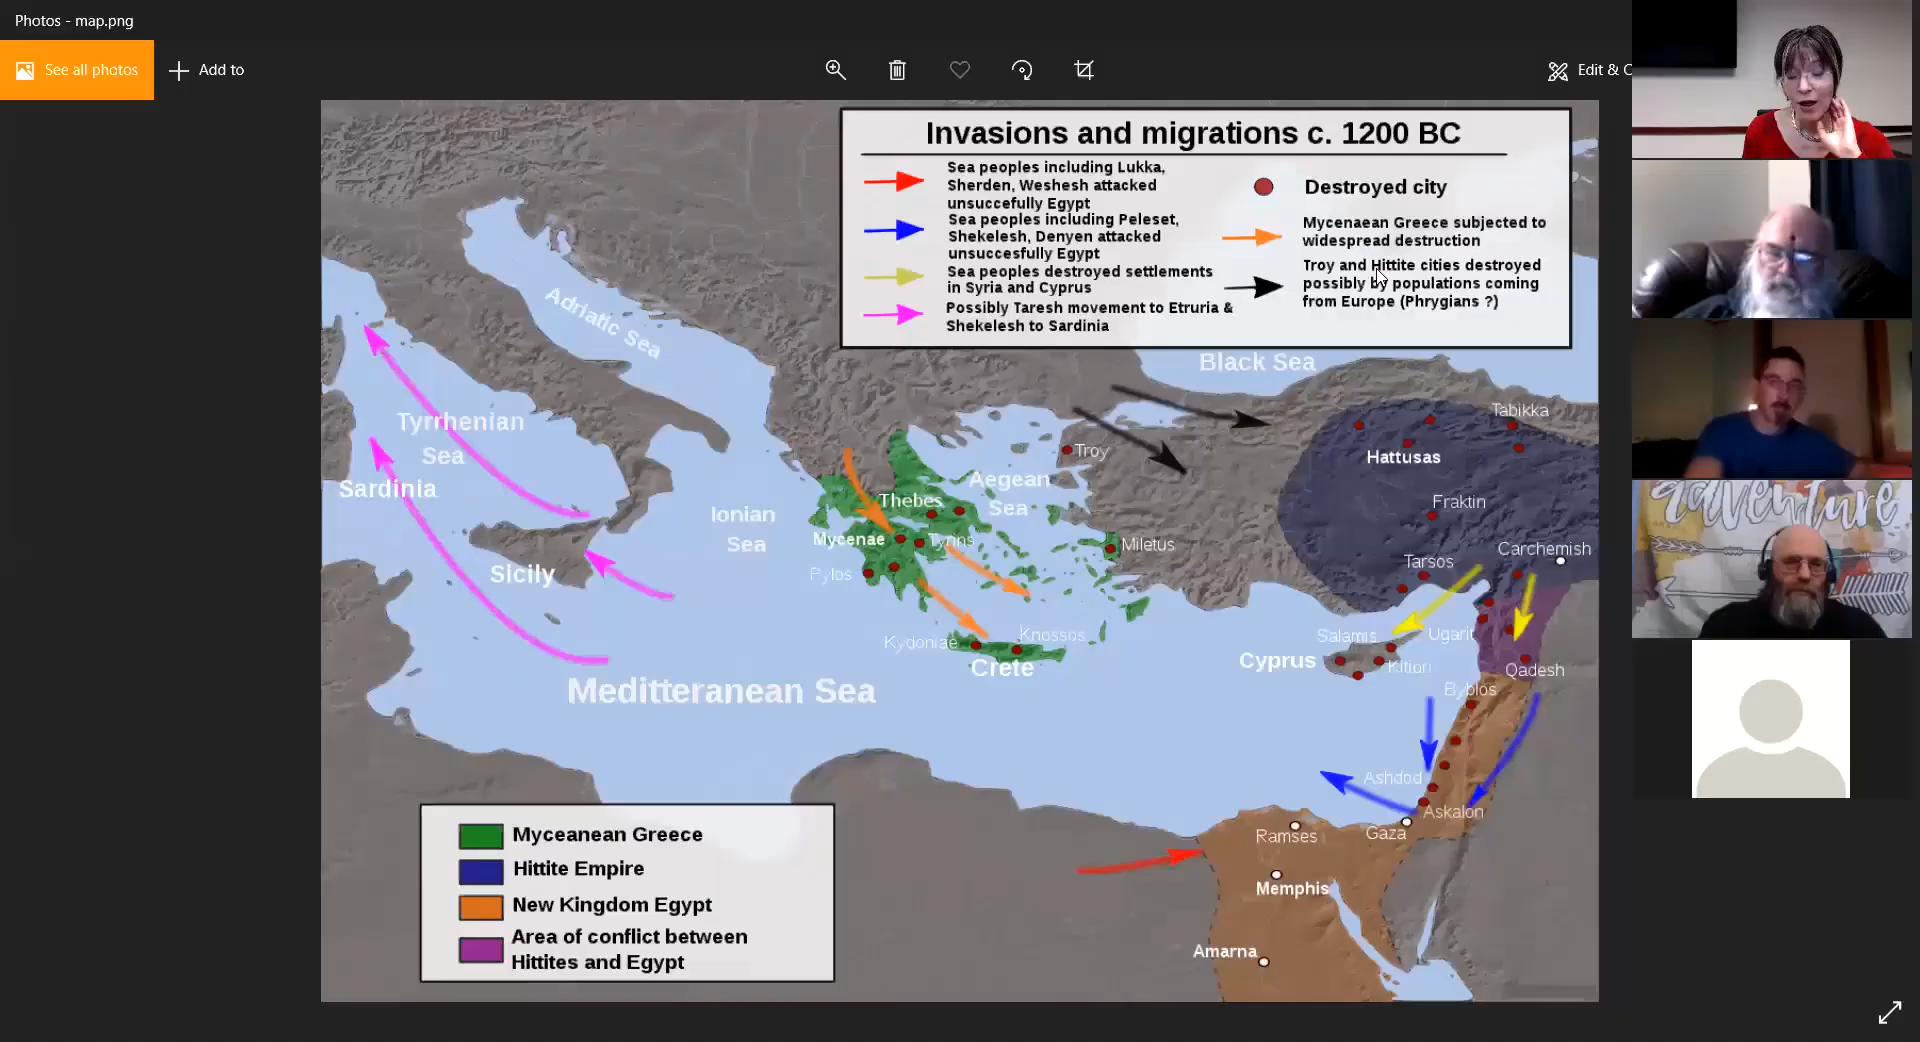 Photos - map.png
See all photos
Add to
Edit & C
Invasions and migrations c. 1200 BC
Sea peoples including Lukka,
Sherden, Weshesh attacked
unsuccefully Egypt
Sea peoples including Peleset,
Shekelesh, Denyen attacked
unsuccesfully Egypt
Sea peoples destroyed settlements
in Syria and Cyprus
Possibly Taresh movement to Etruria &
Shekelesh to Sardinia
Destroyed city
Mycenaean Greece subjected to
widespread destruction
Troy and Hittite cities destroyed
possibly by populations coming
from Europe (Phrygians ?)
Adriatic Sea
Black Sea
Tyrrhenian
Sea
Sardinia
Tabikka
Troy
Hattusas
Aegean
Sea
Thebes
Fraktin
Ionian
Sea
Mycenae
Tyrins
Miletus
Carchemish
Tarsos
Pylos
Sicily
Kydoniae
Knossos
Crete
Salamis
Ugarit
Cyprus
Kition
Qadesh
Byblos
Meditteranean Sea
Ashdod
Askalon
Ramses
Gaza
Memphis
Amarna
Myceanean Greece
Hittite Empire
New Kingdom Egypt
Area of conflict between
Hittites and Egypt
adventure